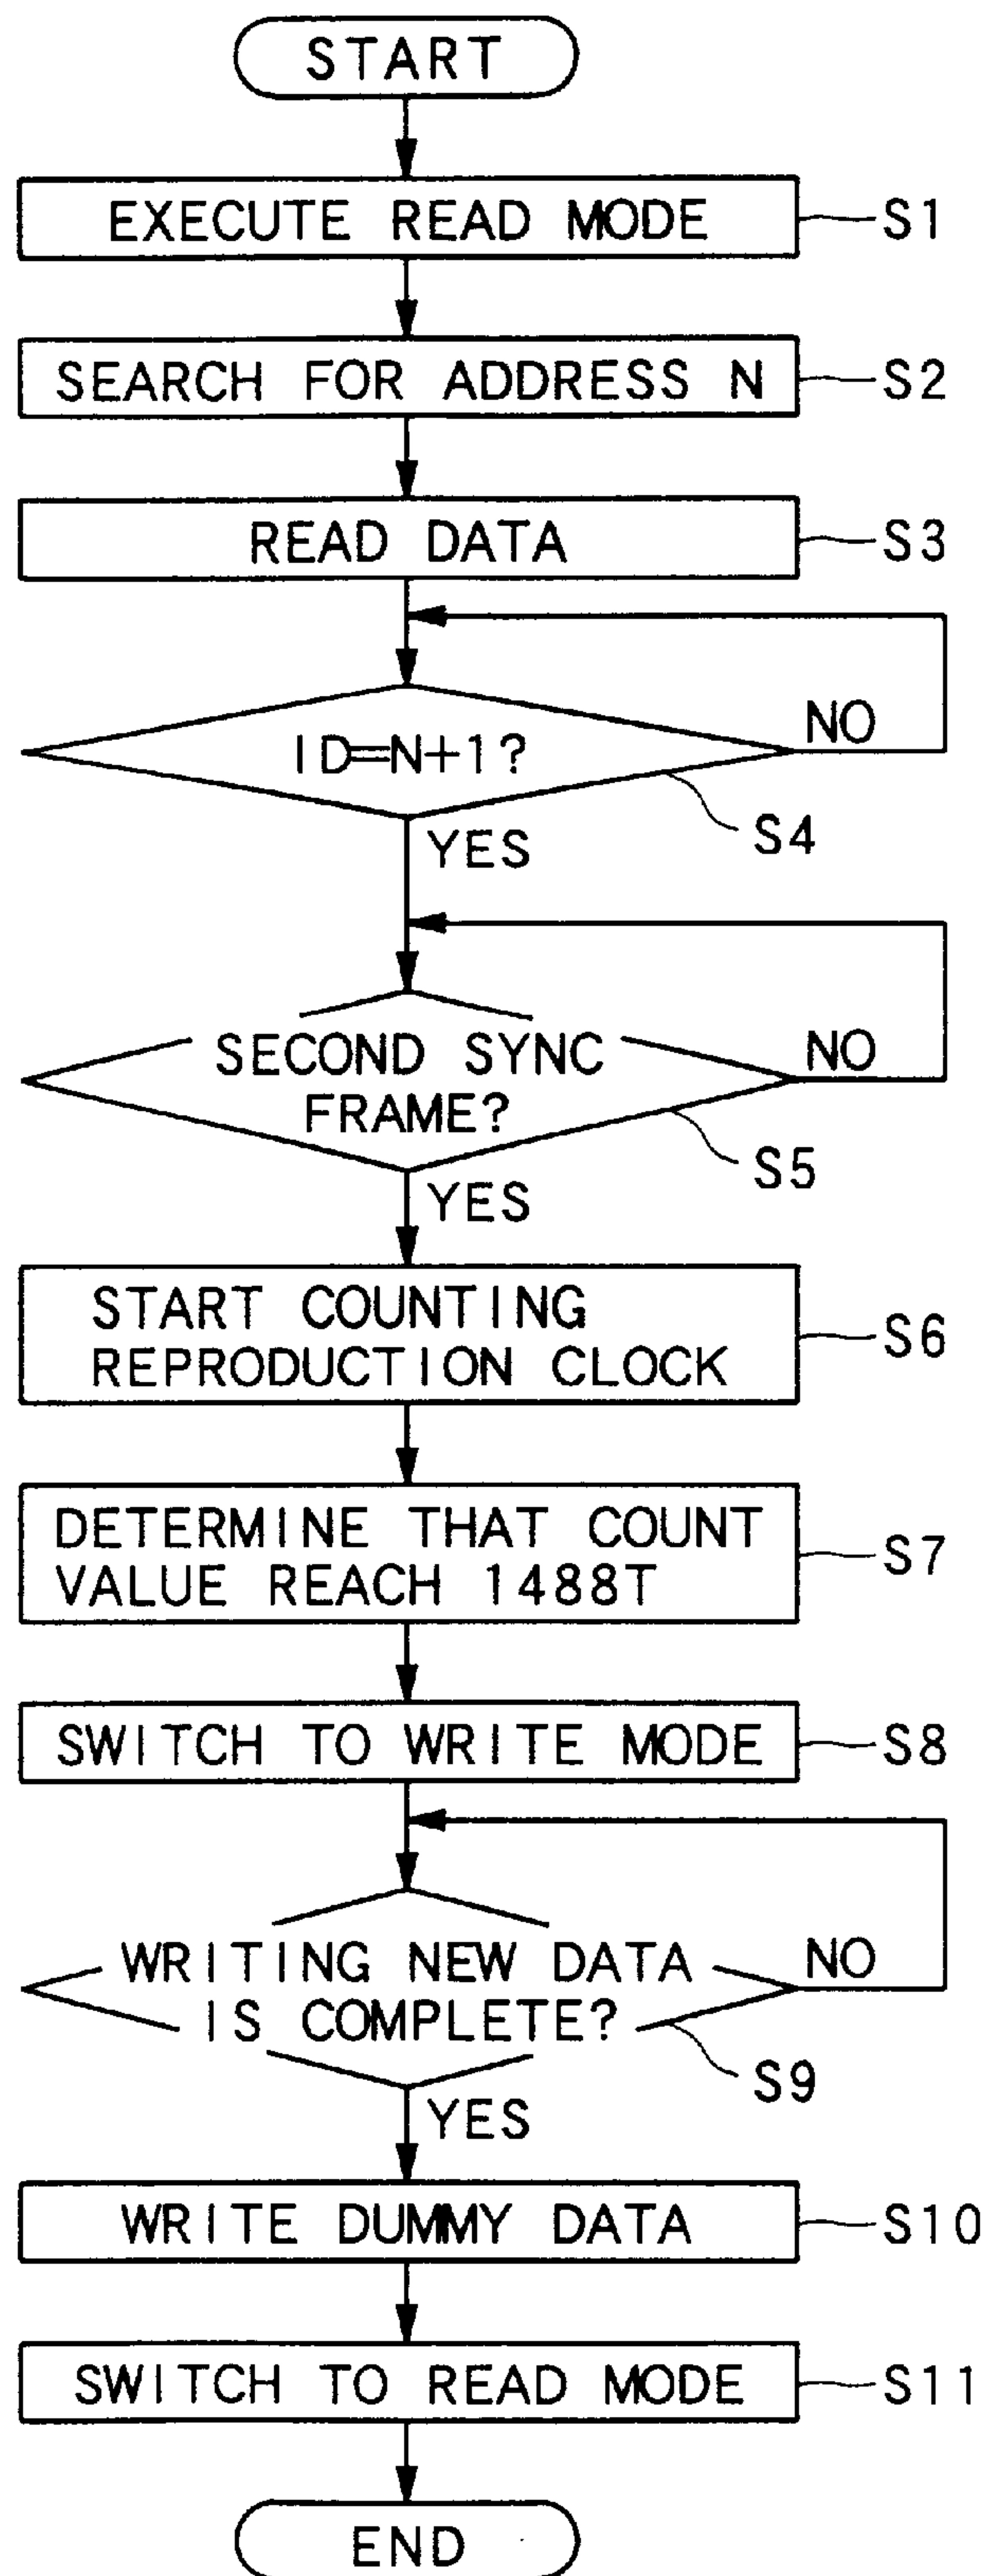 START
EXECUTE READ MODE
S1
SEARCH FOR ADDRESS N
S2
READ DATA
S3
NO
ID=N+1?
S4
YES
SECOND SYNC
FRAME?
NO
S5
YES
START COUNTING
REPRODUCTION CLOCK
S6
DETERMINE THAT COUNT
VALUE REACH 1488T
S7
SWITCH TO WRITE MODE
S8
WRITING NEW DATA
IS COMPLETE?
NO
S9
YES
WRITE DUMMY DATA
S10
SWITCH TO READ MODE
S11
END